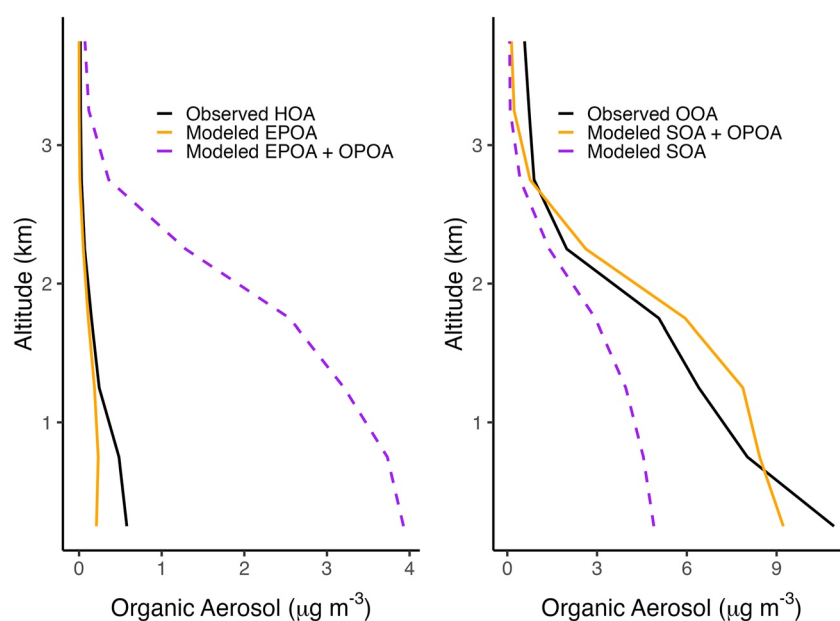 Observed HOA
Modeled EPOA
Modeled EPOA + OPOA
3
2
1
Altitude (km)
0 1 2 3 4
Organic Aerosol (μg m⁻³)
Observed OOA
Modeled SOA + OPOA
Modeled SOA
3
2
1
Altitude (km)
0 3 6 9
Organic Aerosol (μg m⁻³)